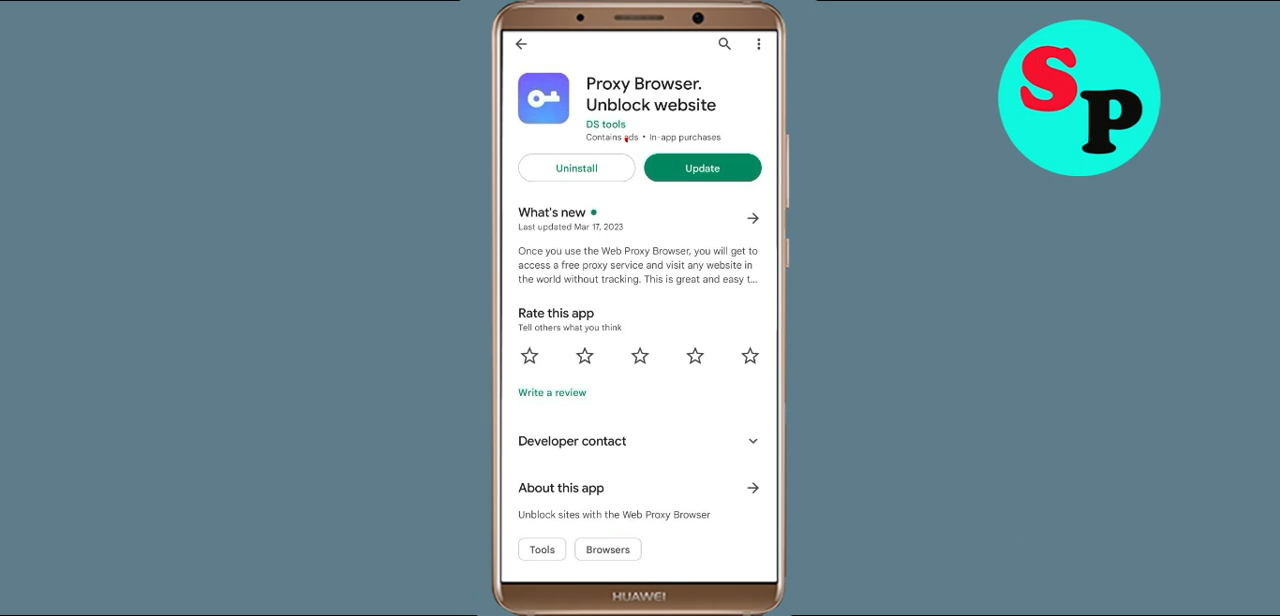 Proxy Browser.
Unblock website
DS tools
Contains ads • In-app purchases
Uninstall
Update
What's new
Last updated Mar 17, 2023
Once you use the Web Proxy Browser, you will get to
access a free proxy service and visit any website in
the world without tracking. This is great and easy t...
Rate this app
Tell others what you think
Write a review
Developer contact
About this app
Unblock sites with the Web Proxy Browser
Tools
Browsers
HUAWEI
SP